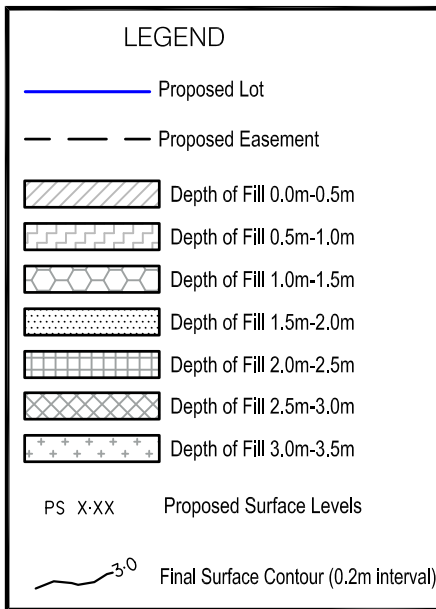 LEGEND
Proposed Lot
Proposed Easement
Depth of Fill 0.0m-0.5m
Depth of Fill 0.5m-1.0m
Depth of Fill 1.0m-1.5m
Depth of Fill 1.5m-2.0m
Depth of Fill 2.0m-2.5m
Depth of Fill 2.5m-3.0m
Depth of Fill 3.0m-3.5m
PS X·XX Proposed Surface Levels
3·0 Final Surface Contour (0.2m interval)